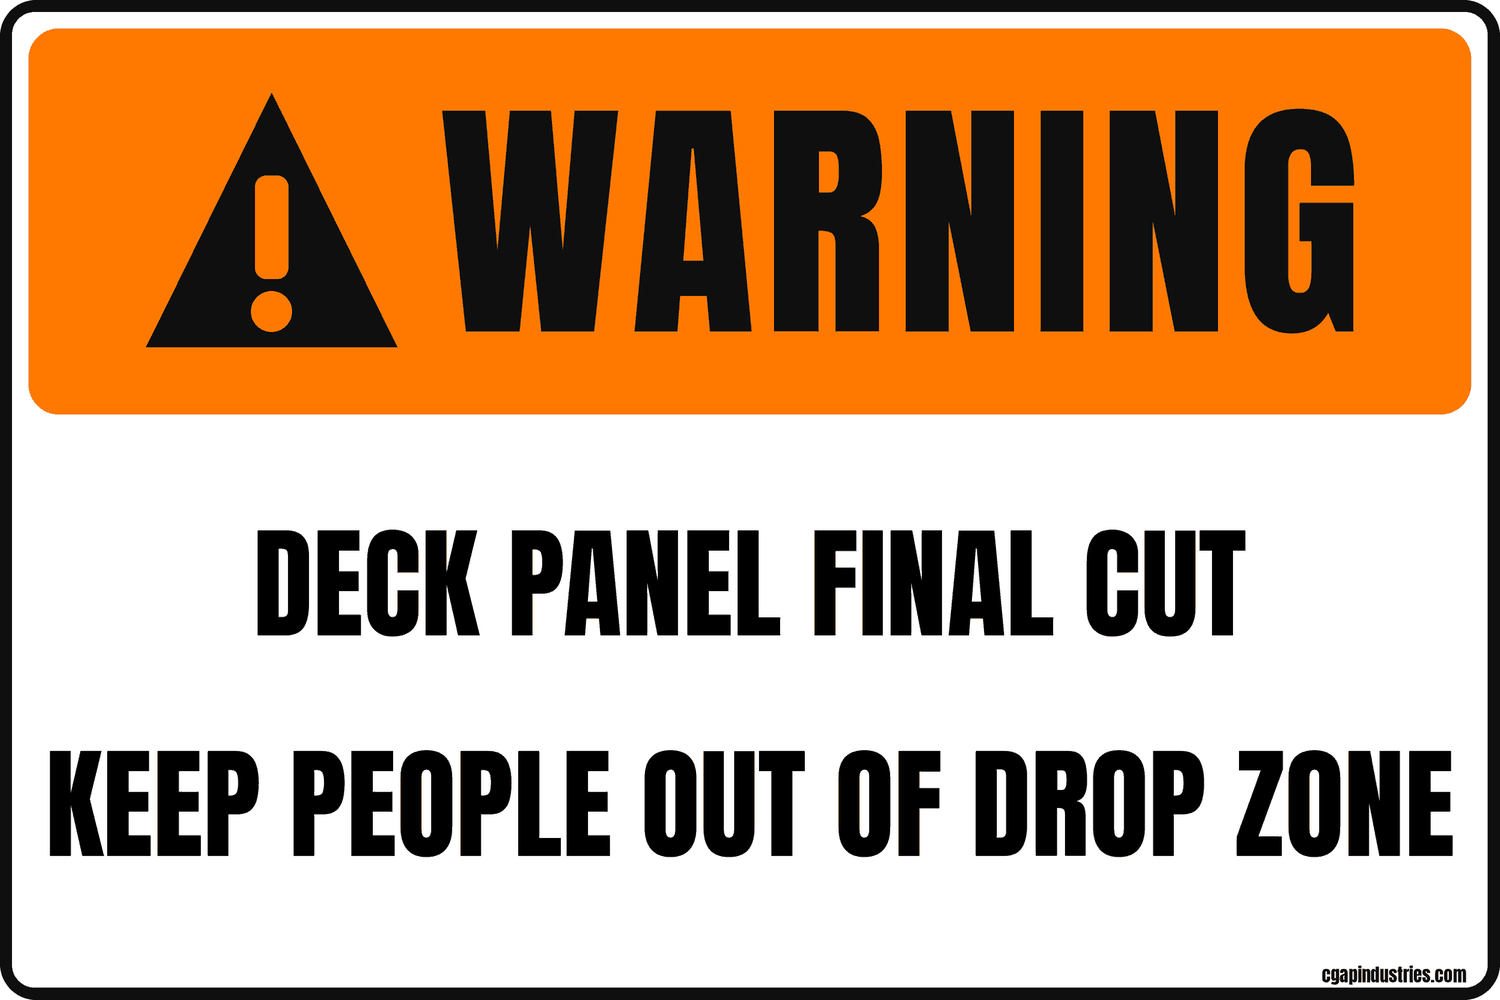 WARNING
DECK PANEL FINAL CUT
KEEP PEOPLE OUT OF DROP ZONE
cgapindustries.com